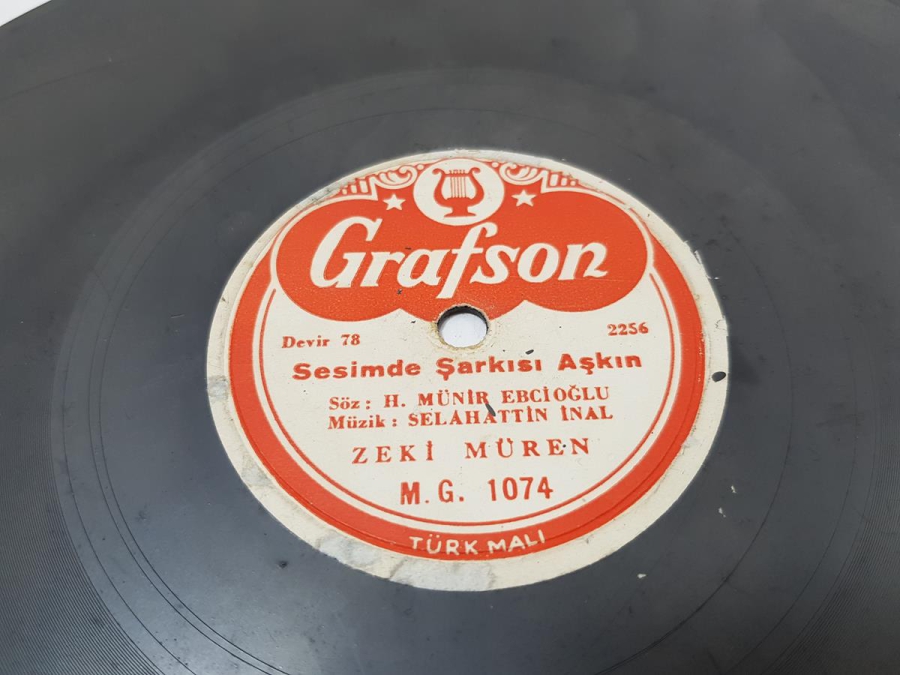 Grafson
Devir 78 2256
Sesimde Şarkısı Aşkın
Söz : H. MÜNİR EBCİOĞLU
Müzik : SELAHATTİN İNAL
ZEKİ MÜREN
M. G. 1074
TÜRK MALI